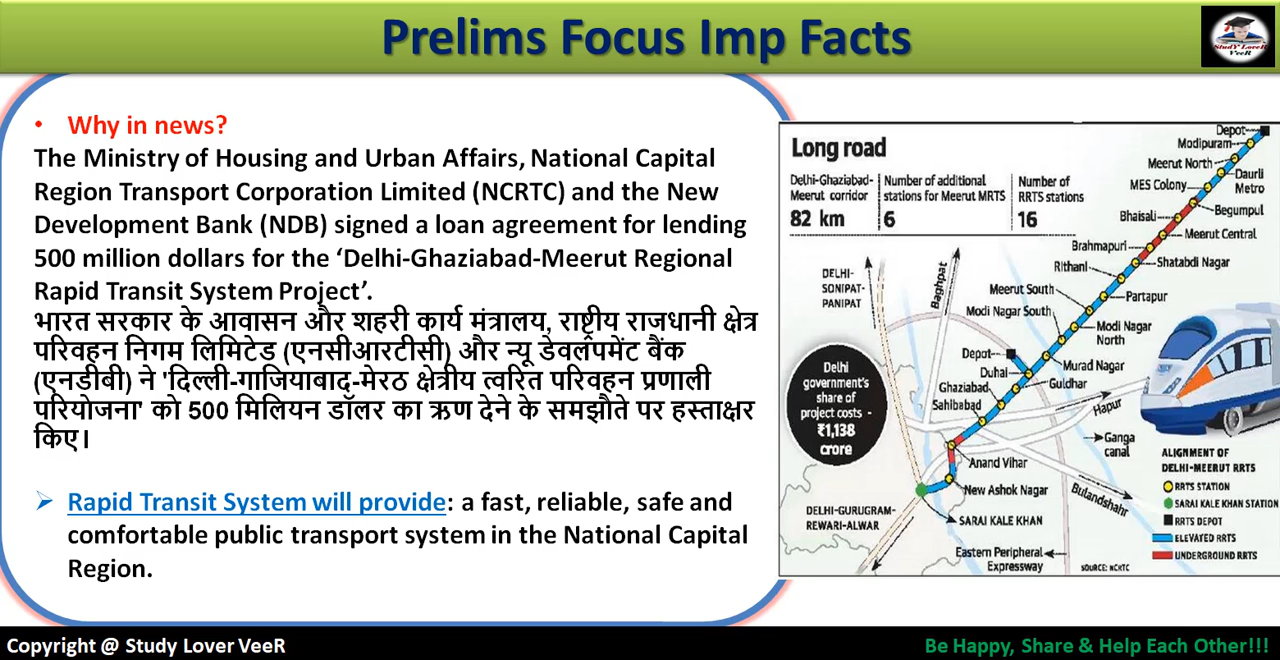 Prelims Focus Imp Facts
StudY LoveR
VeeR
• Why in news?
The Ministry of Housing and Urban Affairs, National Capital
Region Transport Corporation Limited (NCRTC) and the New
Development Bank (NDB) signed a loan agreement for lending
500 million dollars for the ‘Delhi-Ghaziabad-Meerut Regional
Rapid Transit System Project’.
भारत सरकार के आवासन और शहरी कार्य मंत्रालय, राष्ट्रीय राजधानी क्षेत्र
परिवहन निगम लिमिटेड (एनसीआरटीसी) और न्यू डेवलपमेंट बैंक
(एनडीबी) ने 'दिल्ली-गाजियाबाद-मेरठ क्षेत्रीय त्वरित परिवहन प्रणाली
परियोजना' को 500 मिलियन डॉलर का ऋण देने के समझौते पर हस्ताक्षर
किए।
➢ Rapid Transit System will provide: a fast, reliable, safe and
comfortable public transport system in the National Capital
Region.
Long road
Delhi-Ghaziabad-
Meerut corridor
82 km
Number of additional
stations for Meerut MRTS
6
Number of
RRTS stations
16
Depot
Modipuram
Meerut North
Daurli
Metro
MES Colony
Begumpul
Bhaisali
Meerut Central
Brahmapuri
Shatabdi Nagar
Rithani
Partapur
Meerut South
Modi Nagar South
Modi Nagar
North
Murad Nagar
Depot
Duhai
Guldhar
Ghaziabad
Sahibabad
Anand Vihar
New Ashok Nagar
SARAI KALE KHAN
DELHI-
SONIPAT-
PANIPAT
Baghpat
Hapur
Ganga
canal
Bulandshahr
DELHI-GURUGRAM-
REWARI-ALWAR
Eastern Peripheral
Expressway
Delhi
government's
share of
project costs -
₹1,138
crore
ALIGNMENT OF
DELHI-MEERUT RRTS
RRTS STATION
SARAI KALE KHAN STATION
RRTS DEPOT
ELEVATED RRTS
UNDERGROUND RRTS
SOURCE: NCRTC
Copyright @ Study Lover VeeR
Be Happy, Share & Help Each Other!!!